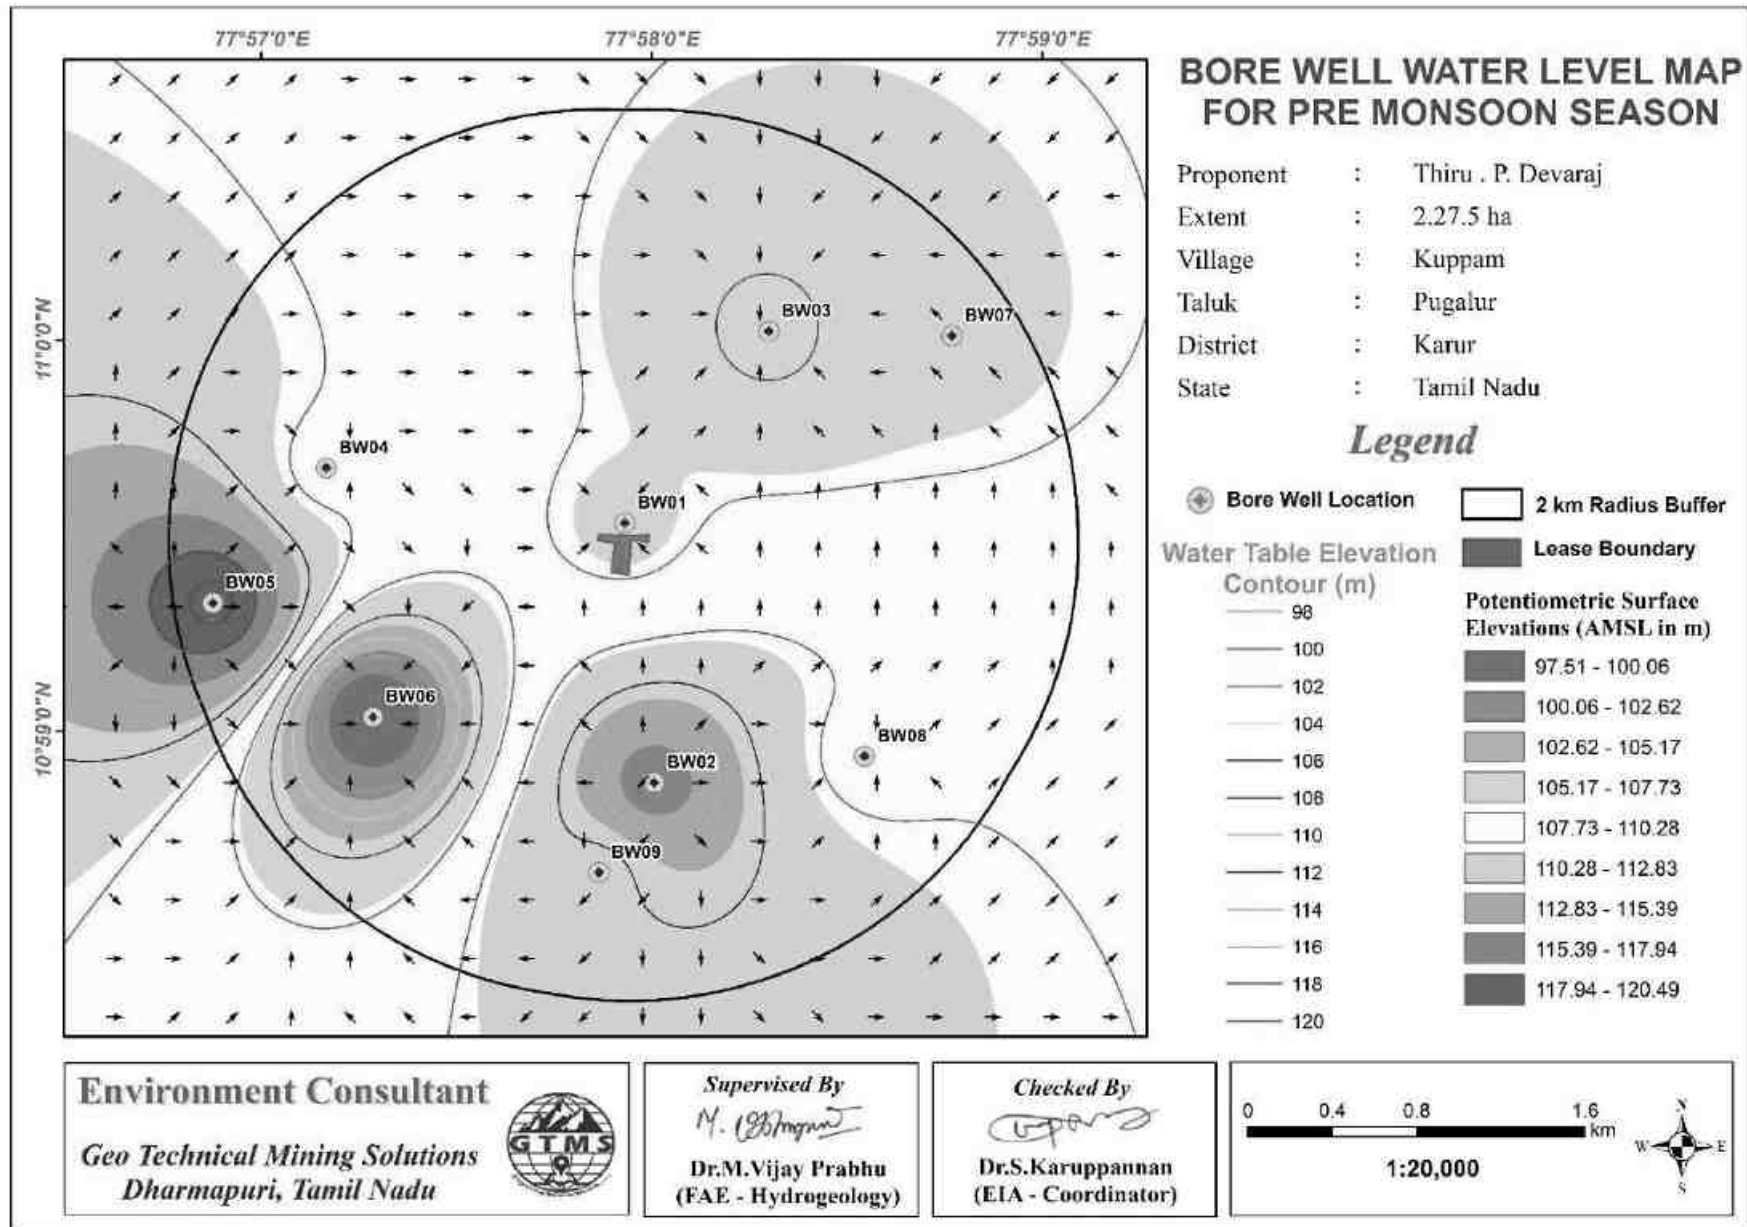 77°57'0"E
77°58'0"E
77°59'0"E
11°0'0"N
10°59'0"N
BW03
BW07
BW04
BW01
BW05
BW06
BW08
BW02
BW09
BORE WELL WATER LEVEL MAP
FOR PRE MONSOON SEASON
Proponent : Thiru . P. Devaraj
Extent : 2.27.5 ha
Village : Kuppam
Taluk : Pugalur
District : Karur
State : Tamil Nadu
Legend
Bore Well Location
2 km Radius Buffer
Lease Boundary
Water Table Elevation
Contour (m)
98
100
102
104
106
108
110
112
114
116
118
120
Potentiometric Surface
Elevations (AMSL in m)
97.51 - 100.06
100.06 - 102.62
102.62 - 105.17
105.17 - 107.73
107.73 - 110.28
110.28 - 112.83
112.83 - 115.39
115.39 - 117.94
117.94 - 120.49
Environment Consultant
Geo Technical Mining Solutions
Dharmapuri, Tamil Nadu
GTMS
Supervised By
Dr.M.Vijay Prabhu
(FAE - Hydrogeology)
Checked By
Dr.S.Karuppannan
(EIA - Coordinator)
0 0.4 0.8 1.6
km
1:20,000
N
W E
S